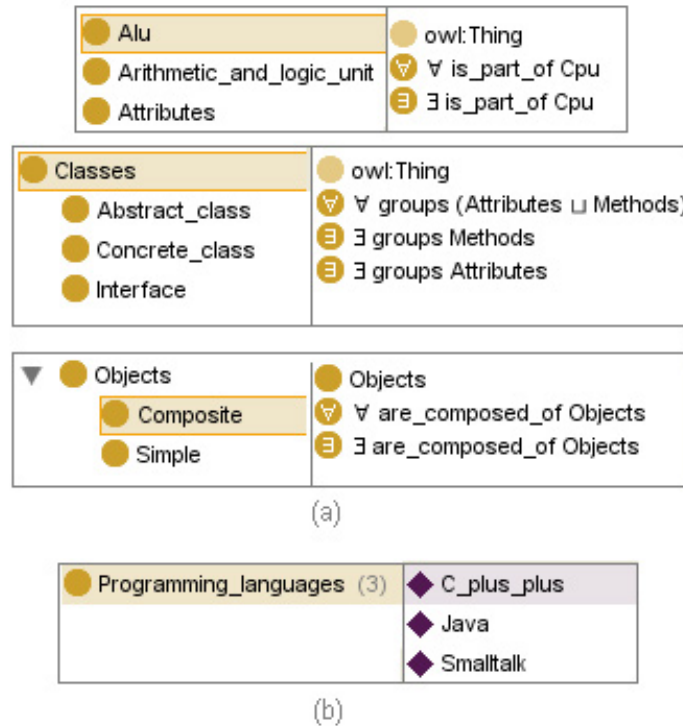 Alu
Arithmetic_and_logic_unit
Attributes
owl:Thing
∀ ∀ is_part_of Cpu
∃ ∃ is_part_of Cpu
Classes
Abstract_class
Concrete_class
Interface
owl:Thing
∀ ∀ groups (Attributes ⊔ Methods)
∃ ∃ groups Methods
∃ ∃ groups Attributes
Objects
Composite
Simple
Objects
∀ ∀ are_composed_of Objects
∃ ∃ are_composed_of Objects
(a)
Programming_languages (3)
C_plus_plus
Java
Smalltalk
(b)